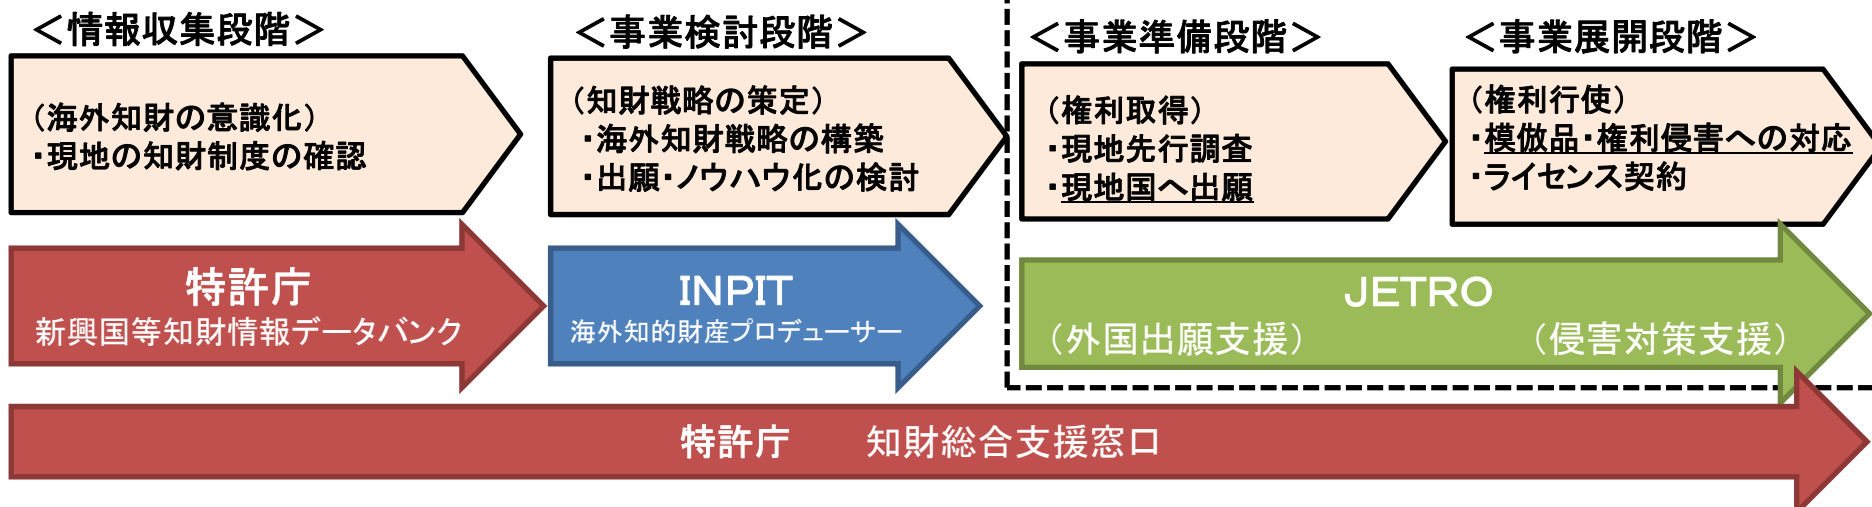 ＜情報収集段階＞
（海外知財の意識化）
・現地の知財制度の確認
＜事業検討段階＞
（知財戦略の策定）
・海外知財戦略の構築
・出願・ノウハウ化の検討
＜事業準備段階＞
（権利取得）
・現地先行調査
・現地国へ出願
＜事業展開段階＞
（権利行使）
・模倣品・権利侵害への対応
・ライセンス契約
特許庁
新興国等知財情報データバンク
INPIT
海外知的財産プロデューサー
JETRO
（外国出願支援）　（侵害対策支援）
特許庁　知財総合支援窓口